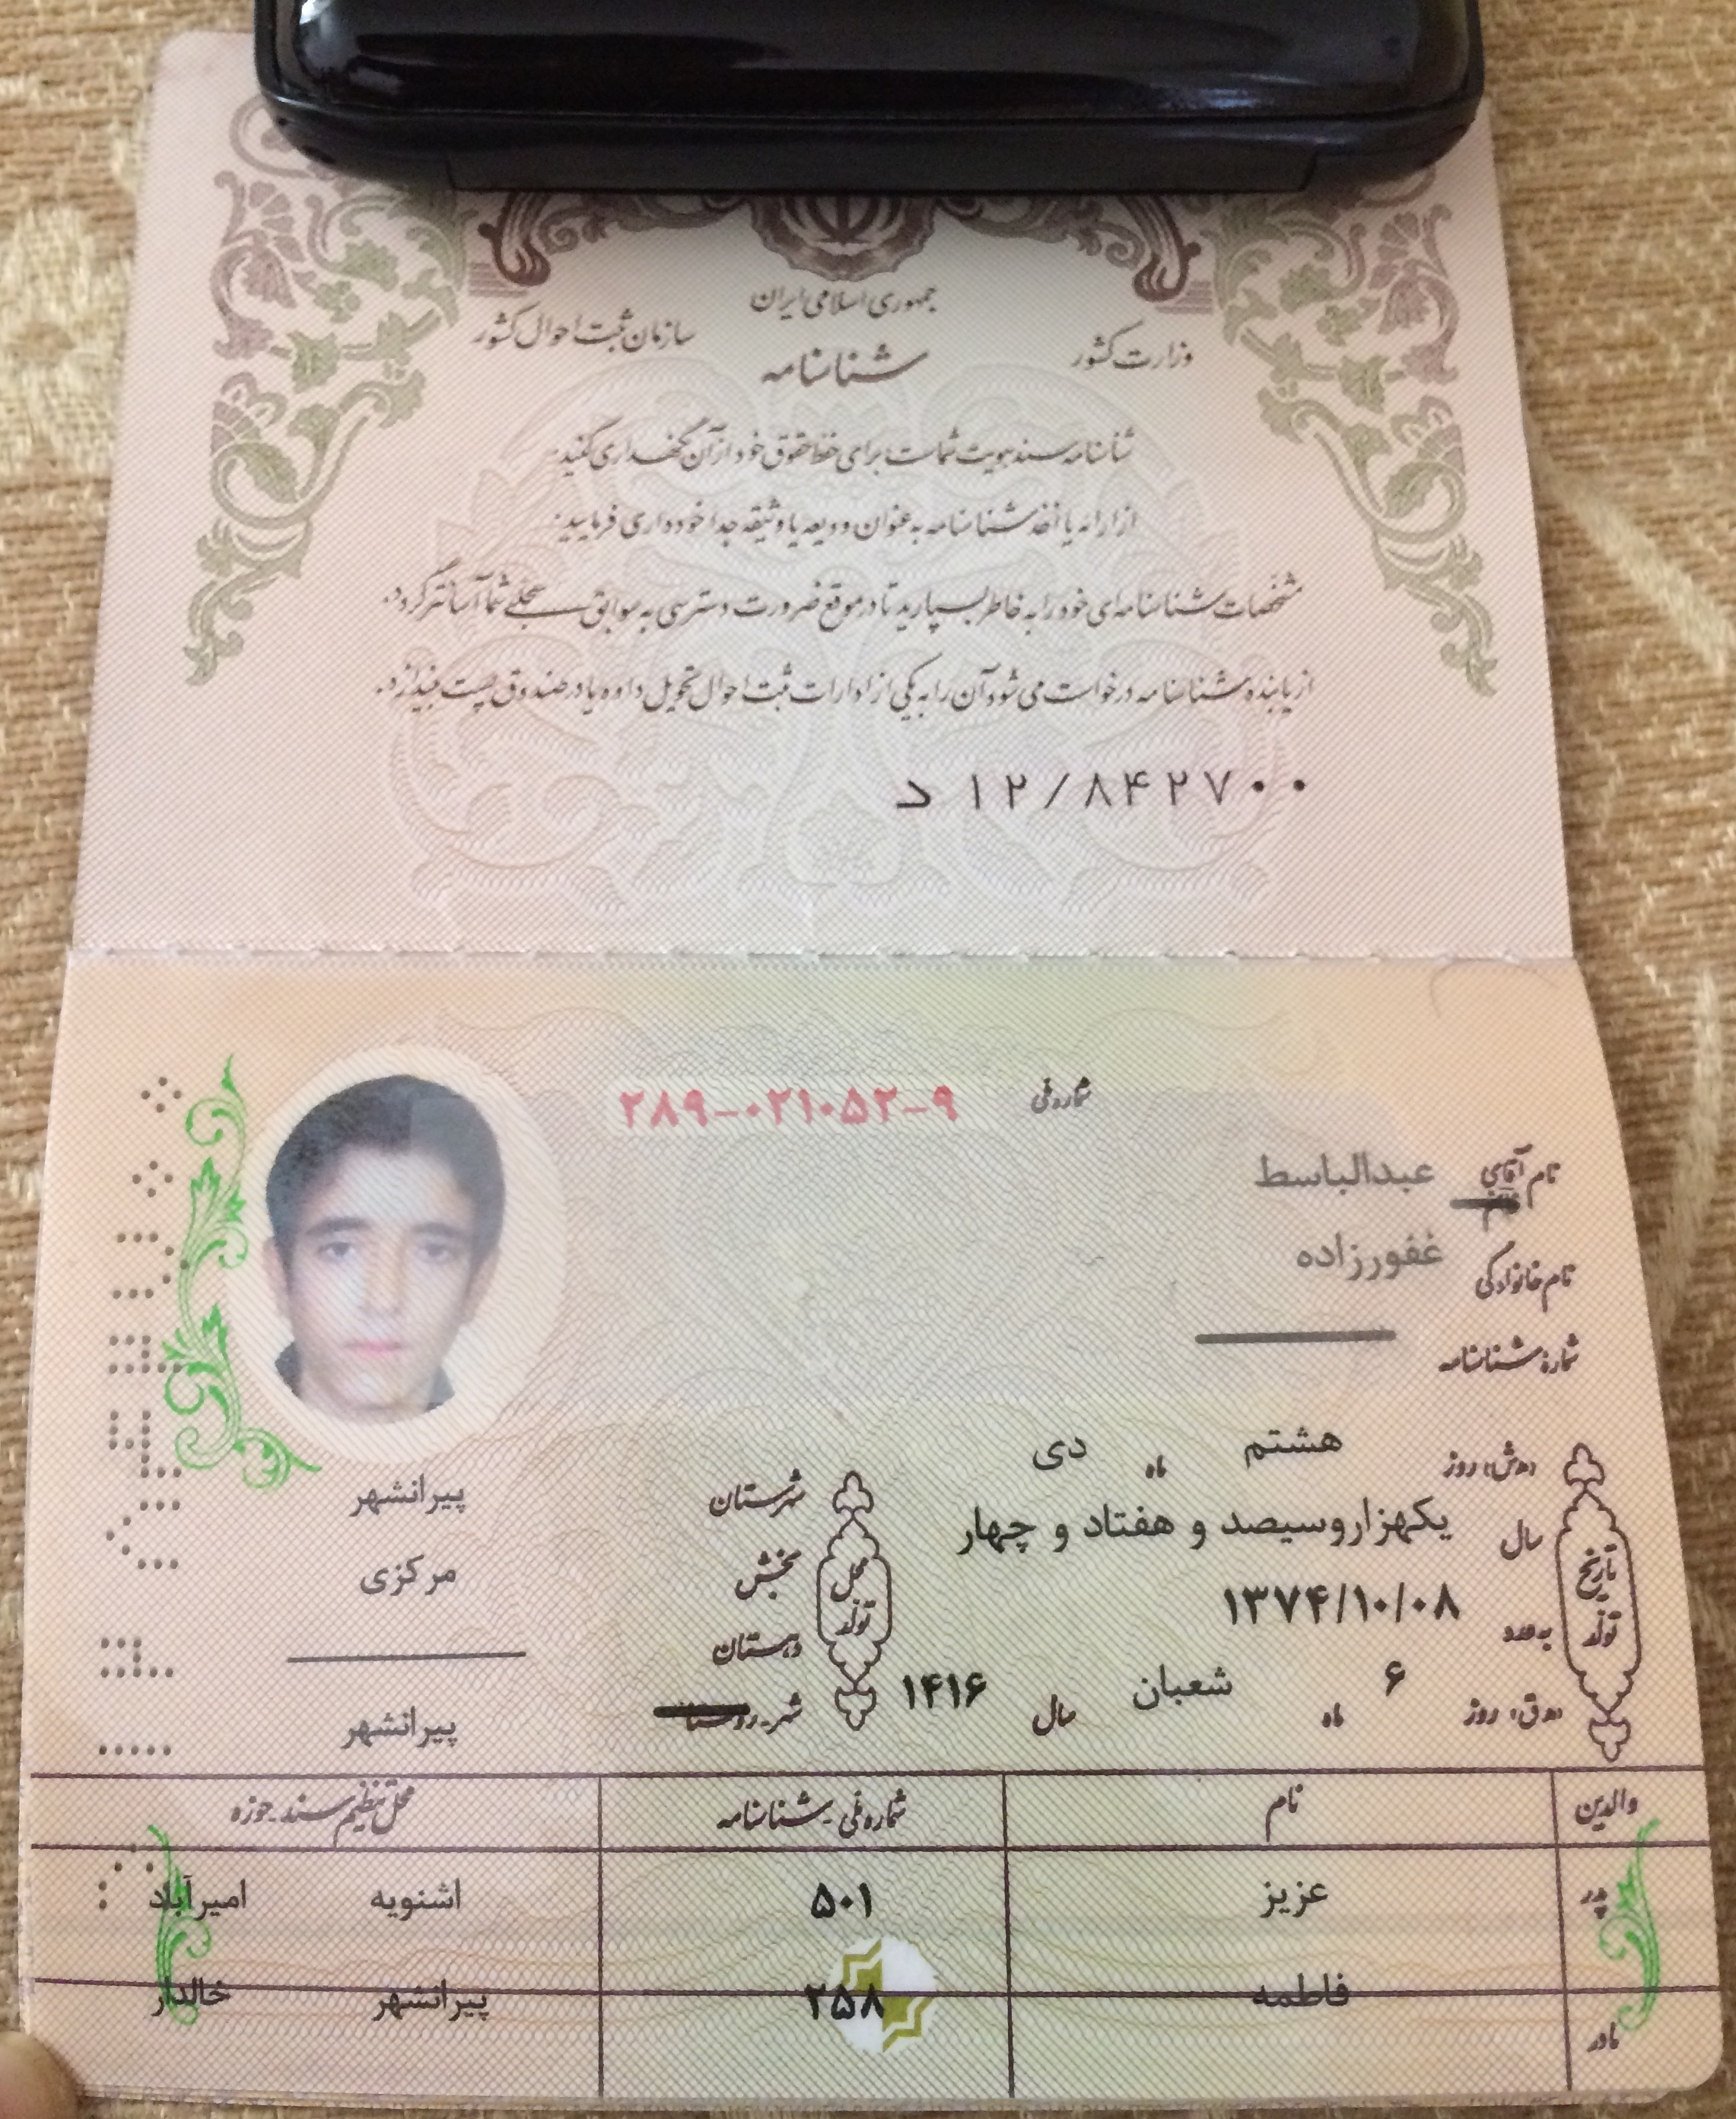 جمهوری اسلامی ایران
وزارت کشور
سازمان ثبت احوال کشور
شناسنامه
شناسنامه سند هویت شماست برای حفظ حقوق خود از آن نگهداری کنید.
از ارائه یا اخذ شناسنامه به عنوان ودیعه یا وثیقه جدا خودداری فرمایید.
مشخصات شناسنامه‌ای خود را به خاطر بسپارید تا در موقع ضرورت دسترسی به سوابق سجلی شما آسانتر گردد.
از یابنده شناسنامه درخواست می‌شود آن را به یکی از ادارات ثبت احوال تحویل داده یا در صندوق پست بیندازد.
د ۱۲/۸۴۲۷۰۰
شماره ملی ۲۸۹-۰۲۱۰۵۲-۹
نام آقای عبدالباسط
نام خانوادگی غفورزاده
شماره شناسنامه
تاریخ تولد
(ه‍.ش) روز هشتم ماه دی
سال یکهزاروسیصد و هفتاد و چهار
به عدد ۱۳۷۴/۱۰/۰۸
(ه‍.ق) روز ۶ ماه شعبان سال ۱۴۱۶
محل تولد
شهرستان پیرانشهر
بخش مرکزی
دهستان
شهر - روستا پیرانشهر
والدین نام شماره ملی - شناسنامه محل تنظیم سند - حوزه
پدر عزیز ۵۰۱ اشنویه امیرآباد
مادر فاطمه ۲۵۸ پیرانشهر خالدار